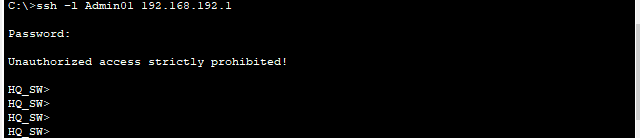 C:\>ssh -l Admin01 192.168.192.1
Password:
Unauthorized access strictly prohibited!
HQ_SW>
HQ_SW>
HQ_SW>
HQ_SW>